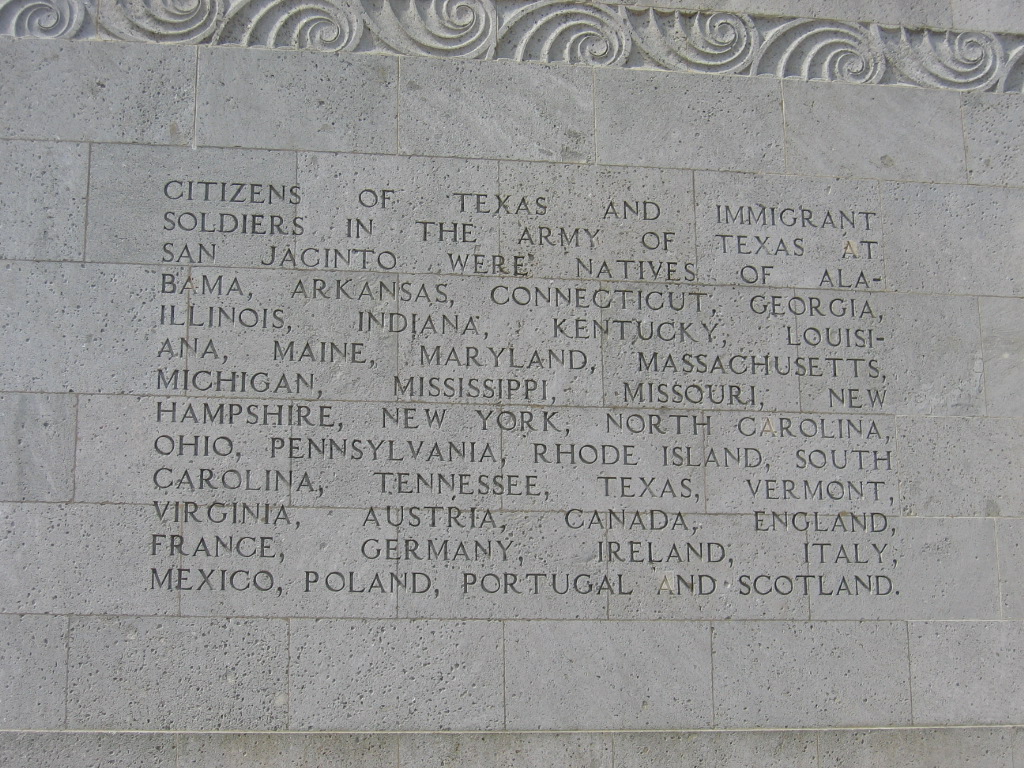 CITIZENS OF TEXAS AND IMMIGRANT
SOLDIERS IN THE ARMY OF TEXAS AT
SAN JACINTO WERE NATIVES OF ALA-
BAMA, ARKANSAS, CONNECTICUT, GEORGIA,
ILLINOIS, INDIANA, KENTUCKY, LOUISI-
ANA, MAINE, MARYLAND, MASSACHUSETTS,
MICHIGAN, MISSISSIPPI, MISSOURI, NEW
HAMPSHIRE, NEW YORK, NORTH CAROLINA,
OHIO, PENNSYLVANIA, RHODE ISLAND, SOUTH
CAROLINA, TENNESSEE, TEXAS, VERMONT,
VIRGINIA, AUSTRIA, CANADA, ENGLAND,
FRANCE, GERMANY, IRELAND, ITALY,
MEXICO, POLAND, PORTUGAL AND SCOTLAND.